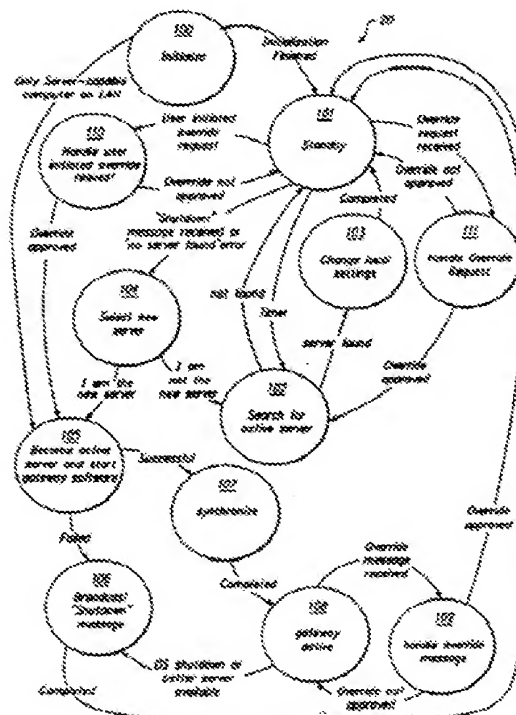 20
100
Initialize
Initialization
Finished
Only Server-capable
computer on LAN
101
Standby
User initiated
override
request
110
Handle user
initiated override
request
Override not
approved
Override
request
received
Override not
approved
Completed
103
Change local
settings
111
Handle Override
Request
"Shutdown"
message received or
"no server found error
Override
approved
104
Select new
server
not found
Timer
server found
Override
approved
I am the
new server
I am
not the
new server
102
Search for
active server
105
Become active
server and start
gateway software
Successful
107
synchronize
Failed
Completed
Override
message
received
Override
approved
106
Broadcast
"Shutdown"
message
108
gateway
active
109
handle override
message
OS Shutdown or
better server
available
Override not
approved
Completed